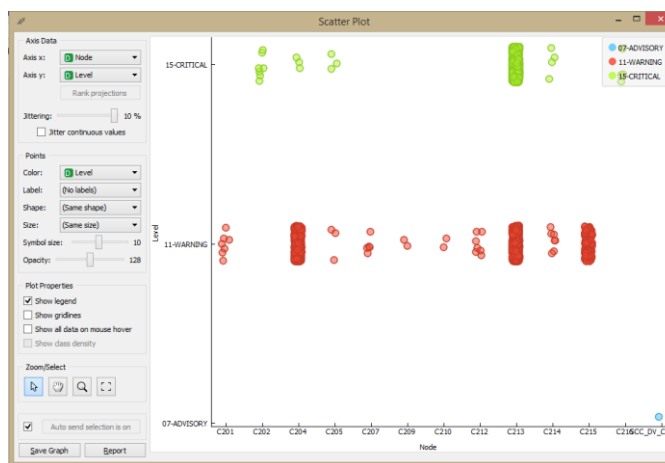 Scatter Plot
Axis Data
Axis x: D Node
Axis y: D Level
Rank projections
Jittering: 10 %
Jitter continuous values
Points
Color: D Level
Label: (No labels)
Shape: (Same shape)
Size: (Same size)
Symbol size: 10
Opacity: 128
Plot Properties
Show legend
Show gridlines
Show all data on mouse hover
Show class density
Zoom/Select
Auto send selection is on
Save Graph Report
15-CRITICAL
11-WARNING
07-ADVISORY
Level
07-ADVISORY
11-WARNING
15-CRITICAL
C201 C202 C204 C205 C207 C209 C210 C212 C213 C214 C215 C216
Node